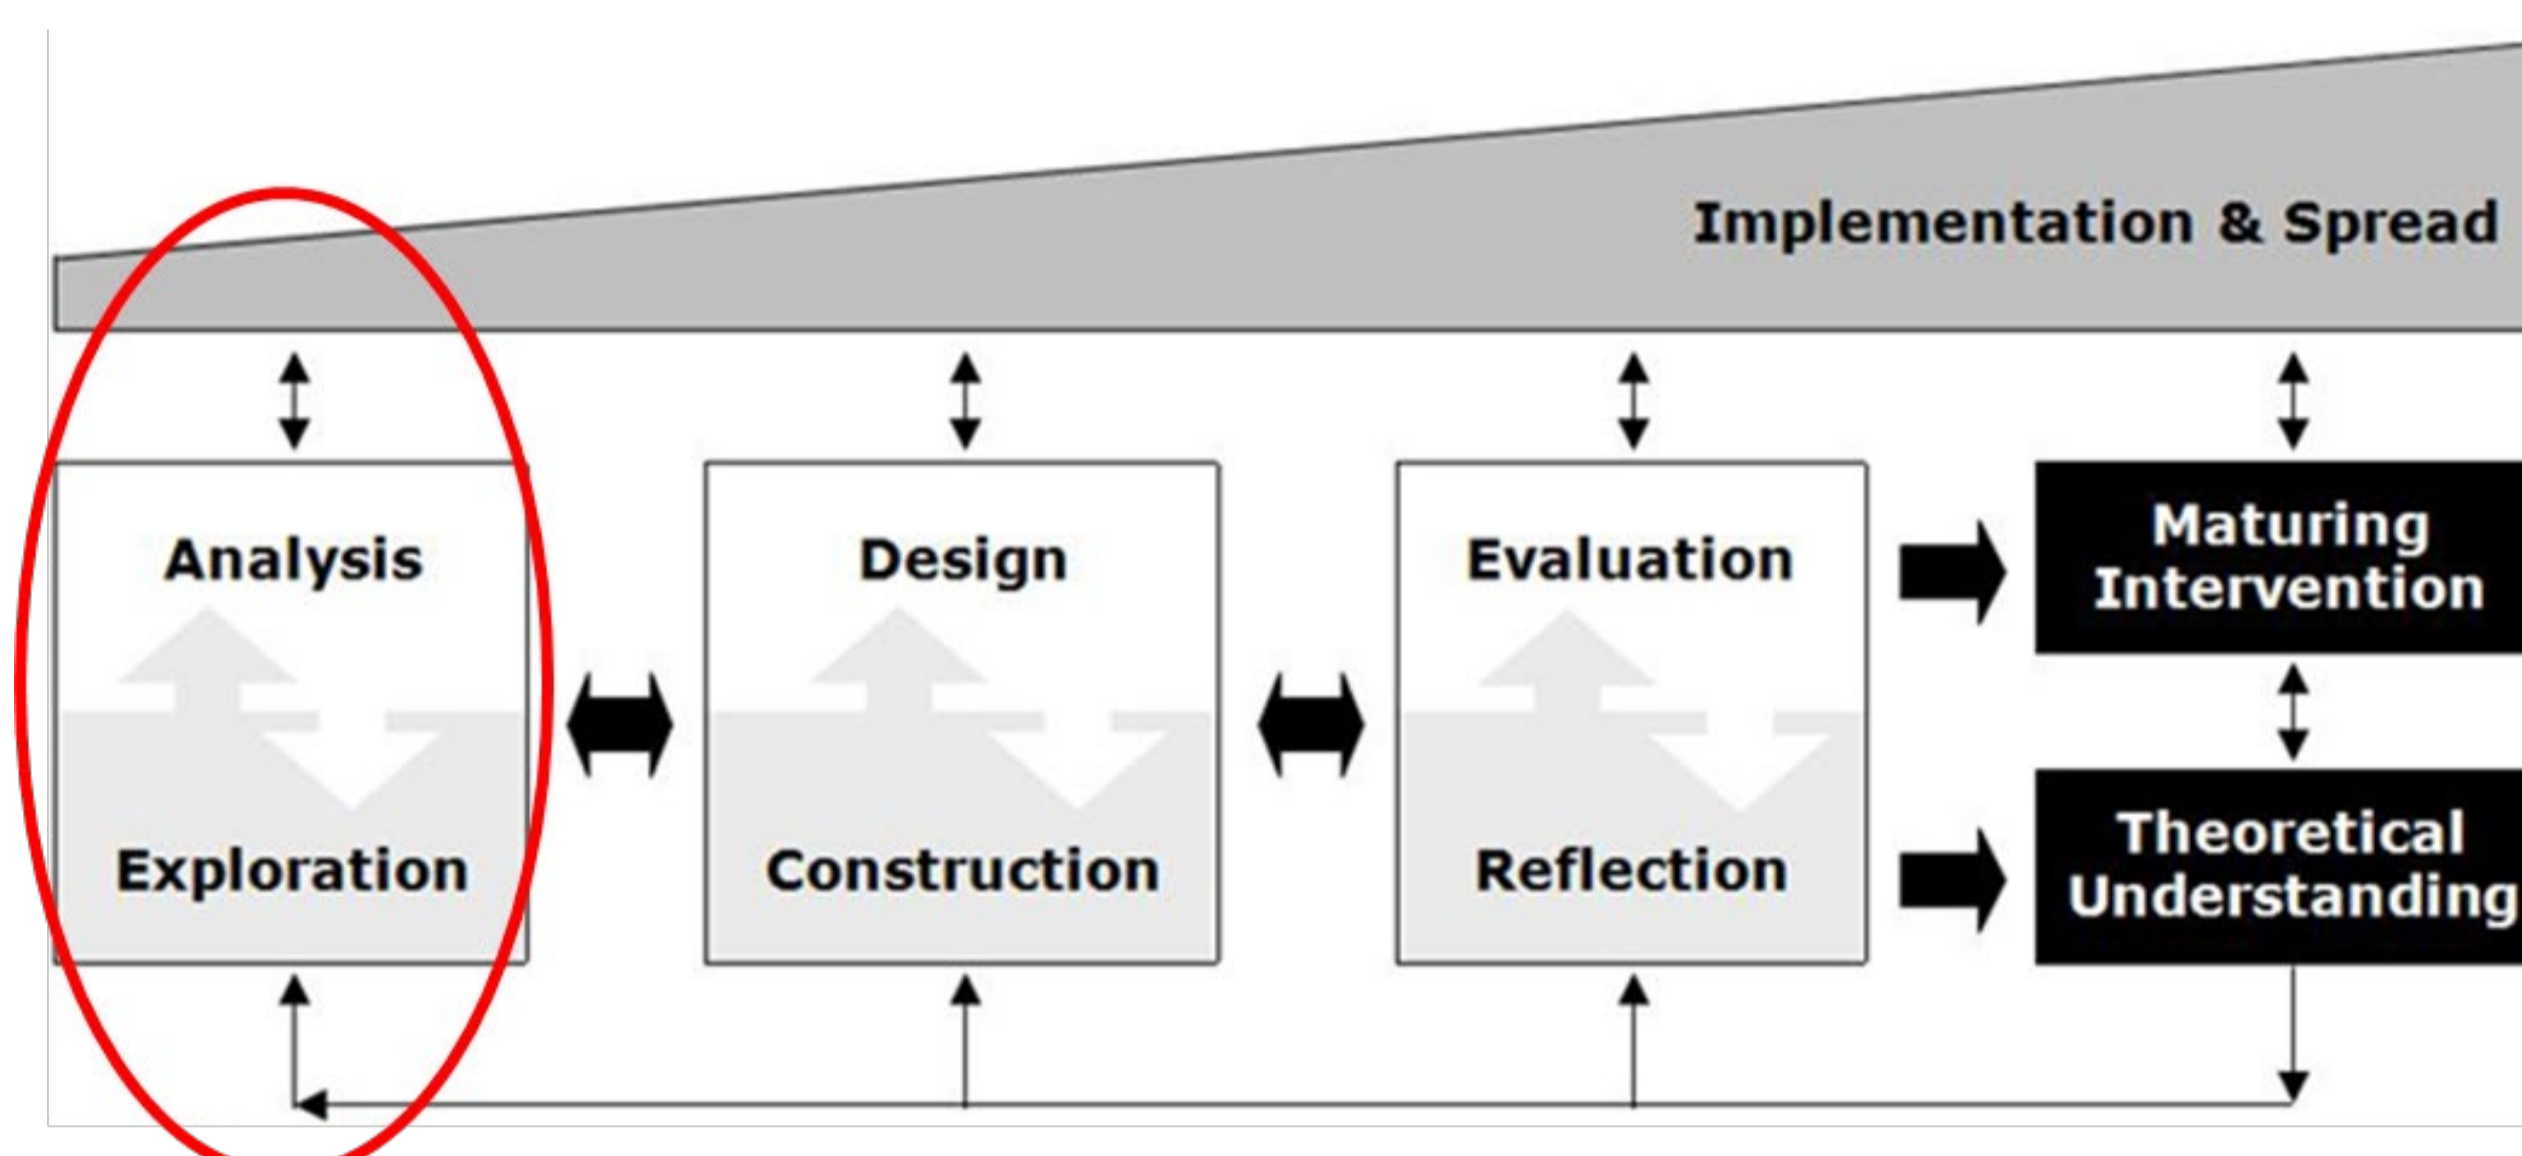 Implementation & Spread
Analysis
Exploration
Design
Construction
Evaluation
Reflection
Maturing
Intervention
Theoretical
Understanding